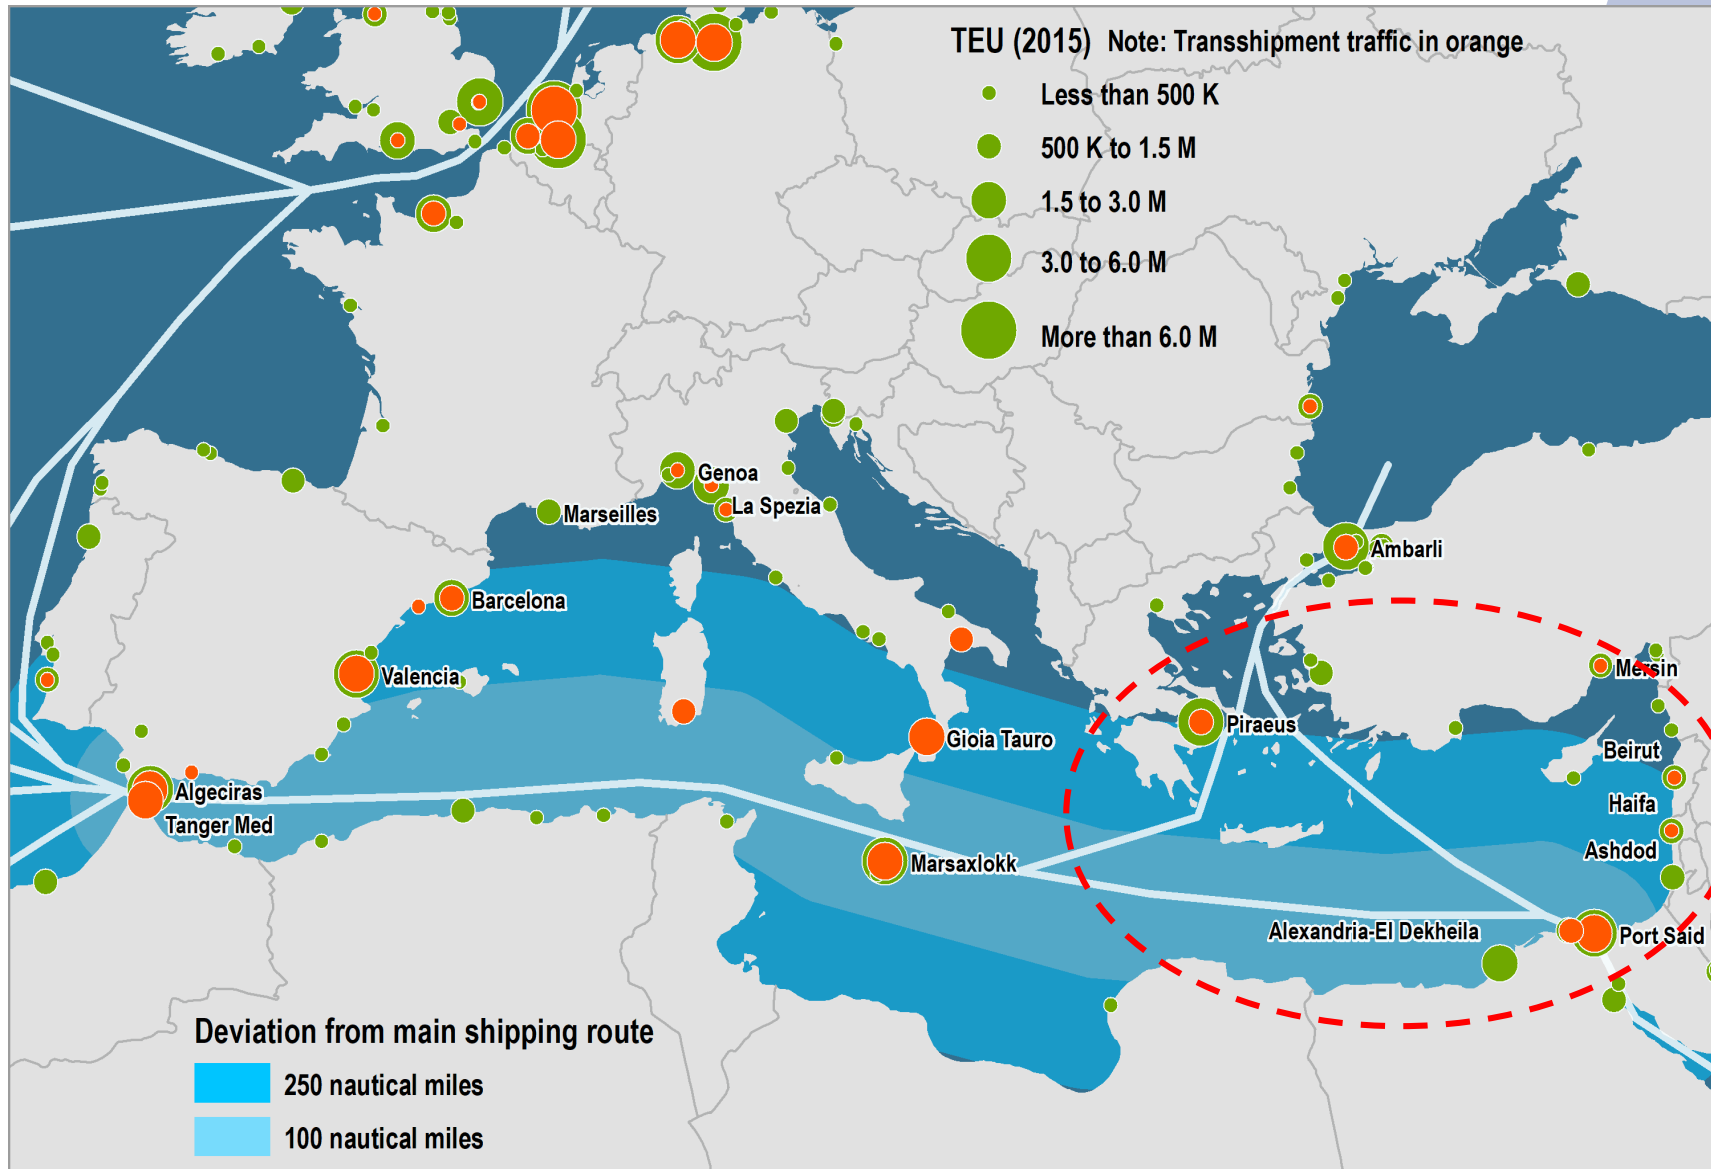 TEU (2015) Note: Transshipment traffic in orange
Less than 500 K
500 K to 1.5 M
1.5 to 3.0 M
3.0 to 6.0 M
More than 6.0 M
Genoa
La Spezia
Marseilles
Ambarli
Barcelona
Valencia
Mersin
Piraeus
Gioia Tauro
Beirut
Algeciras
Haifa
Tanger Med
Ashdod
Marsaxlokk
Alexandria-El Dekheila
Port Said
Deviation from main shipping route
250 nautical miles
100 nautical miles